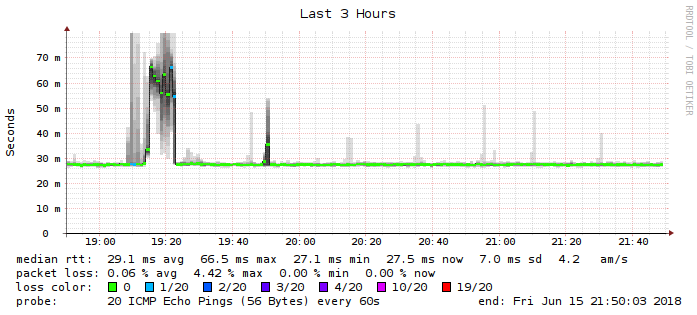 Last 3 Hours
RRDTOOL / TOBI OETIKER
Seconds
70 m
60 m
50 m
40 m
30 m
20 m
10 m
0
19:00 19:20 19:40 20:00 20:20 20:40 21:00 21:20 21:40
median rtt: 29.1 ms avg 66.5 ms max 27.1 ms min 27.5 ms now 7.0 ms sd 4.2 am/s
packet loss: 0.06 % avg 4.42 % max 0.00 % min 0.00 % now
loss color: 0 1/20 2/20 3/20 4/20 10/20 19/20
probe: 20 ICMP Echo Pings (56 Bytes) every 60s end: Fri Jun 15 21:50:03 2018